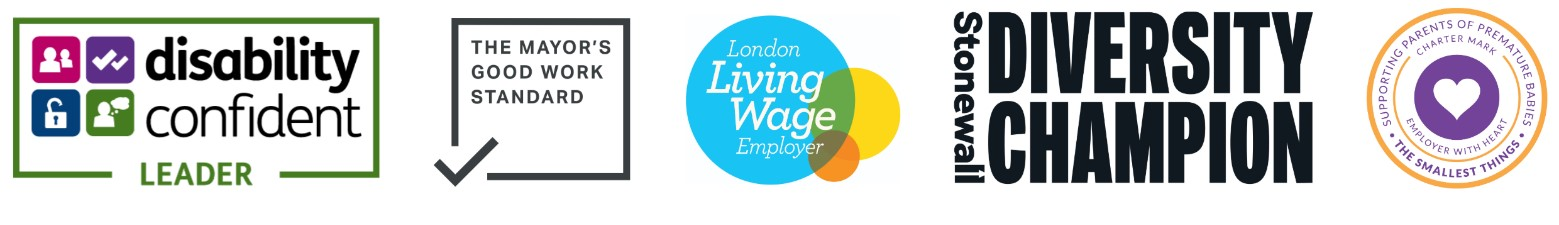 disability
confident
LEADER
THE MAYOR'S
GOOD WORK
STANDARD
London
Living
Wage
Employer
Stonewall
DIVERSITY
CHAMPION
SUPPORTING PARENTS OF PREMATURE BABIES
CHARTER MARK
EMPLOYER WITH HEART
• THE SMALLEST THINGS •